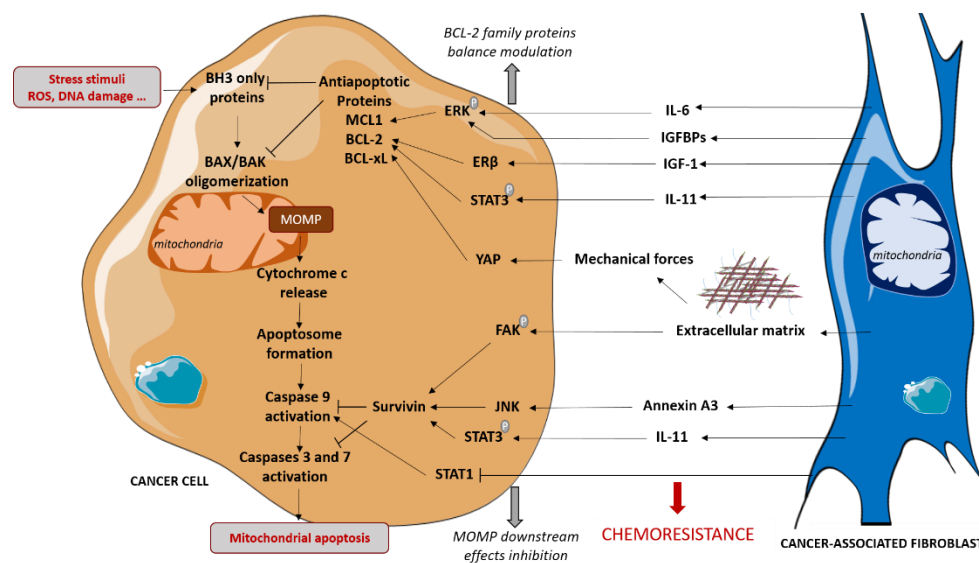 BCL-2 family proteins
balance modulation
Stress stimuli
ROS, DNA damage ...
BH3 only
proteins
Antiapoptotic
Proteins
MCL1
BCL-2
BCL-xL
ERK
P
IL-6
IGFBPs
ERβ
IGF-1
STAT3
P
IL-11
BAX/BAK
oligomerization
MOMP
mitochondria
mitochondria
YAP
Mechanical forces
Cytochrome c
release
FAK
P
Extracellular matrix
Apoptosome
formation
Caspase 9
activation
Survivin
JNK
Annexin A3
STAT3
P
IL-11
Caspases 3 and 7
activation
STAT1
CANCER CELL
Mitochondrial apoptosis
MOMP downstream
effects inhibition
CHEMORESISTANCE
CANCER-ASSOCIATED FIBROBLAST